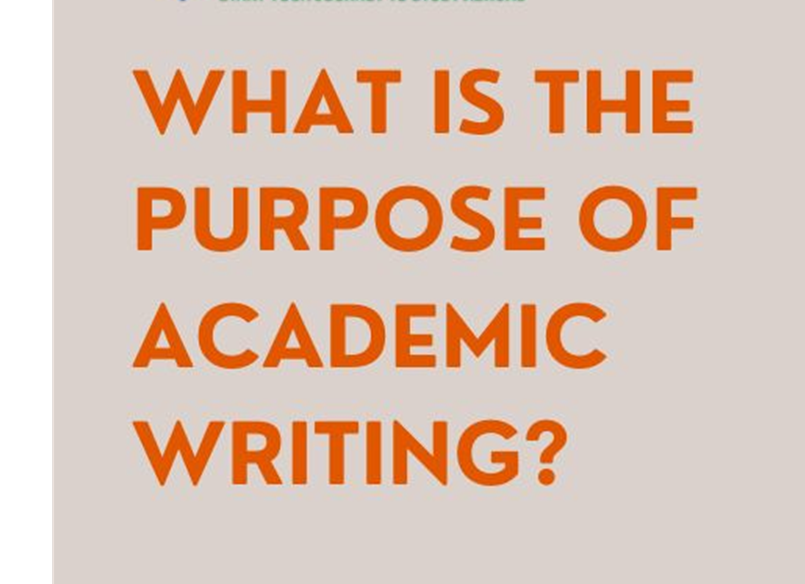 WHAT IS THE
PURPOSE OF
ACADEMIC
WRITING?